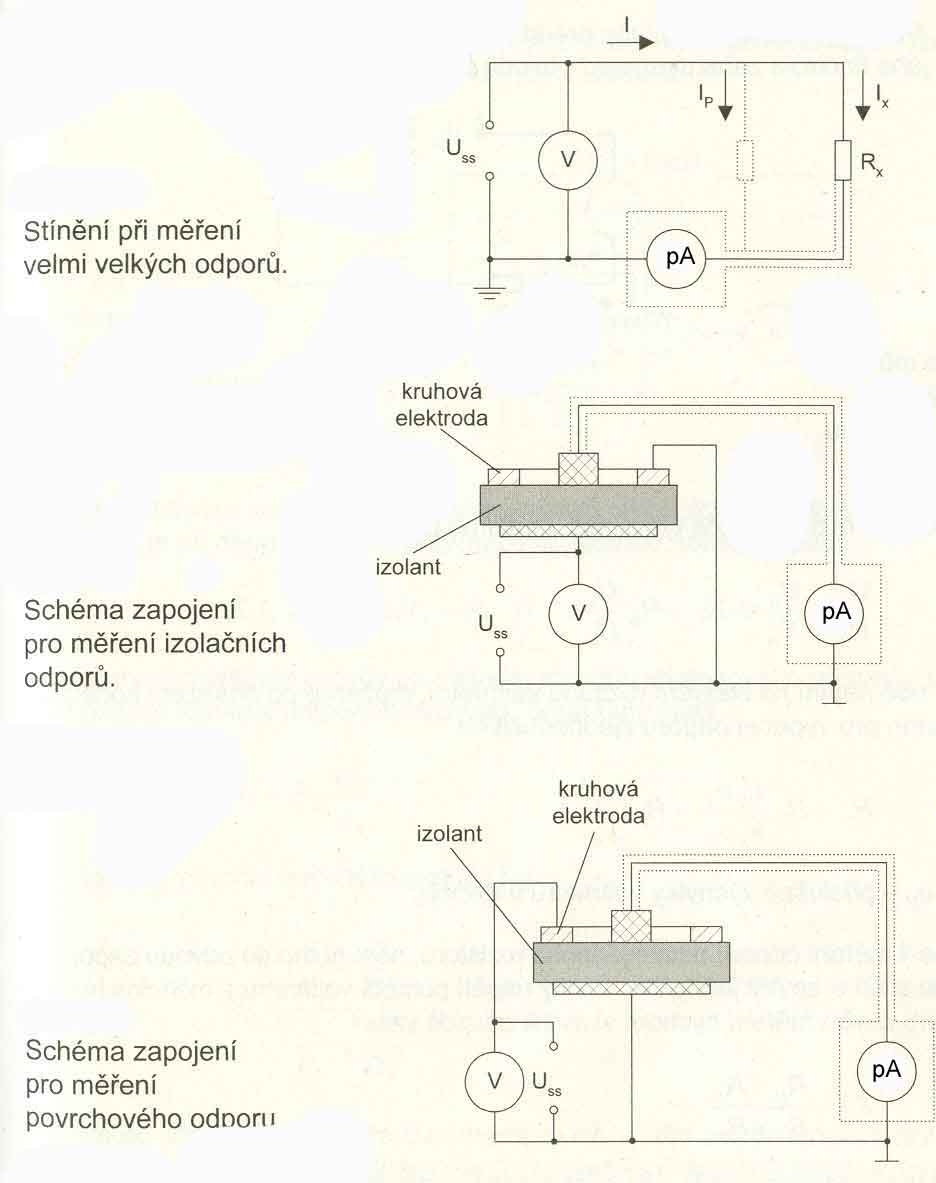 I
I_P
I_x
U_ss
V
R_x
pA
Stínění při měření
velmi velkých odporů.
kruhová
elektroda
izolant
U_ss
V
pA
Schéma zapojení
pro měření izolačních
odporů.
kruhová
elektroda
izolant
V
U_ss
pA
Schéma zapojení
pro měření
povrchového odporu